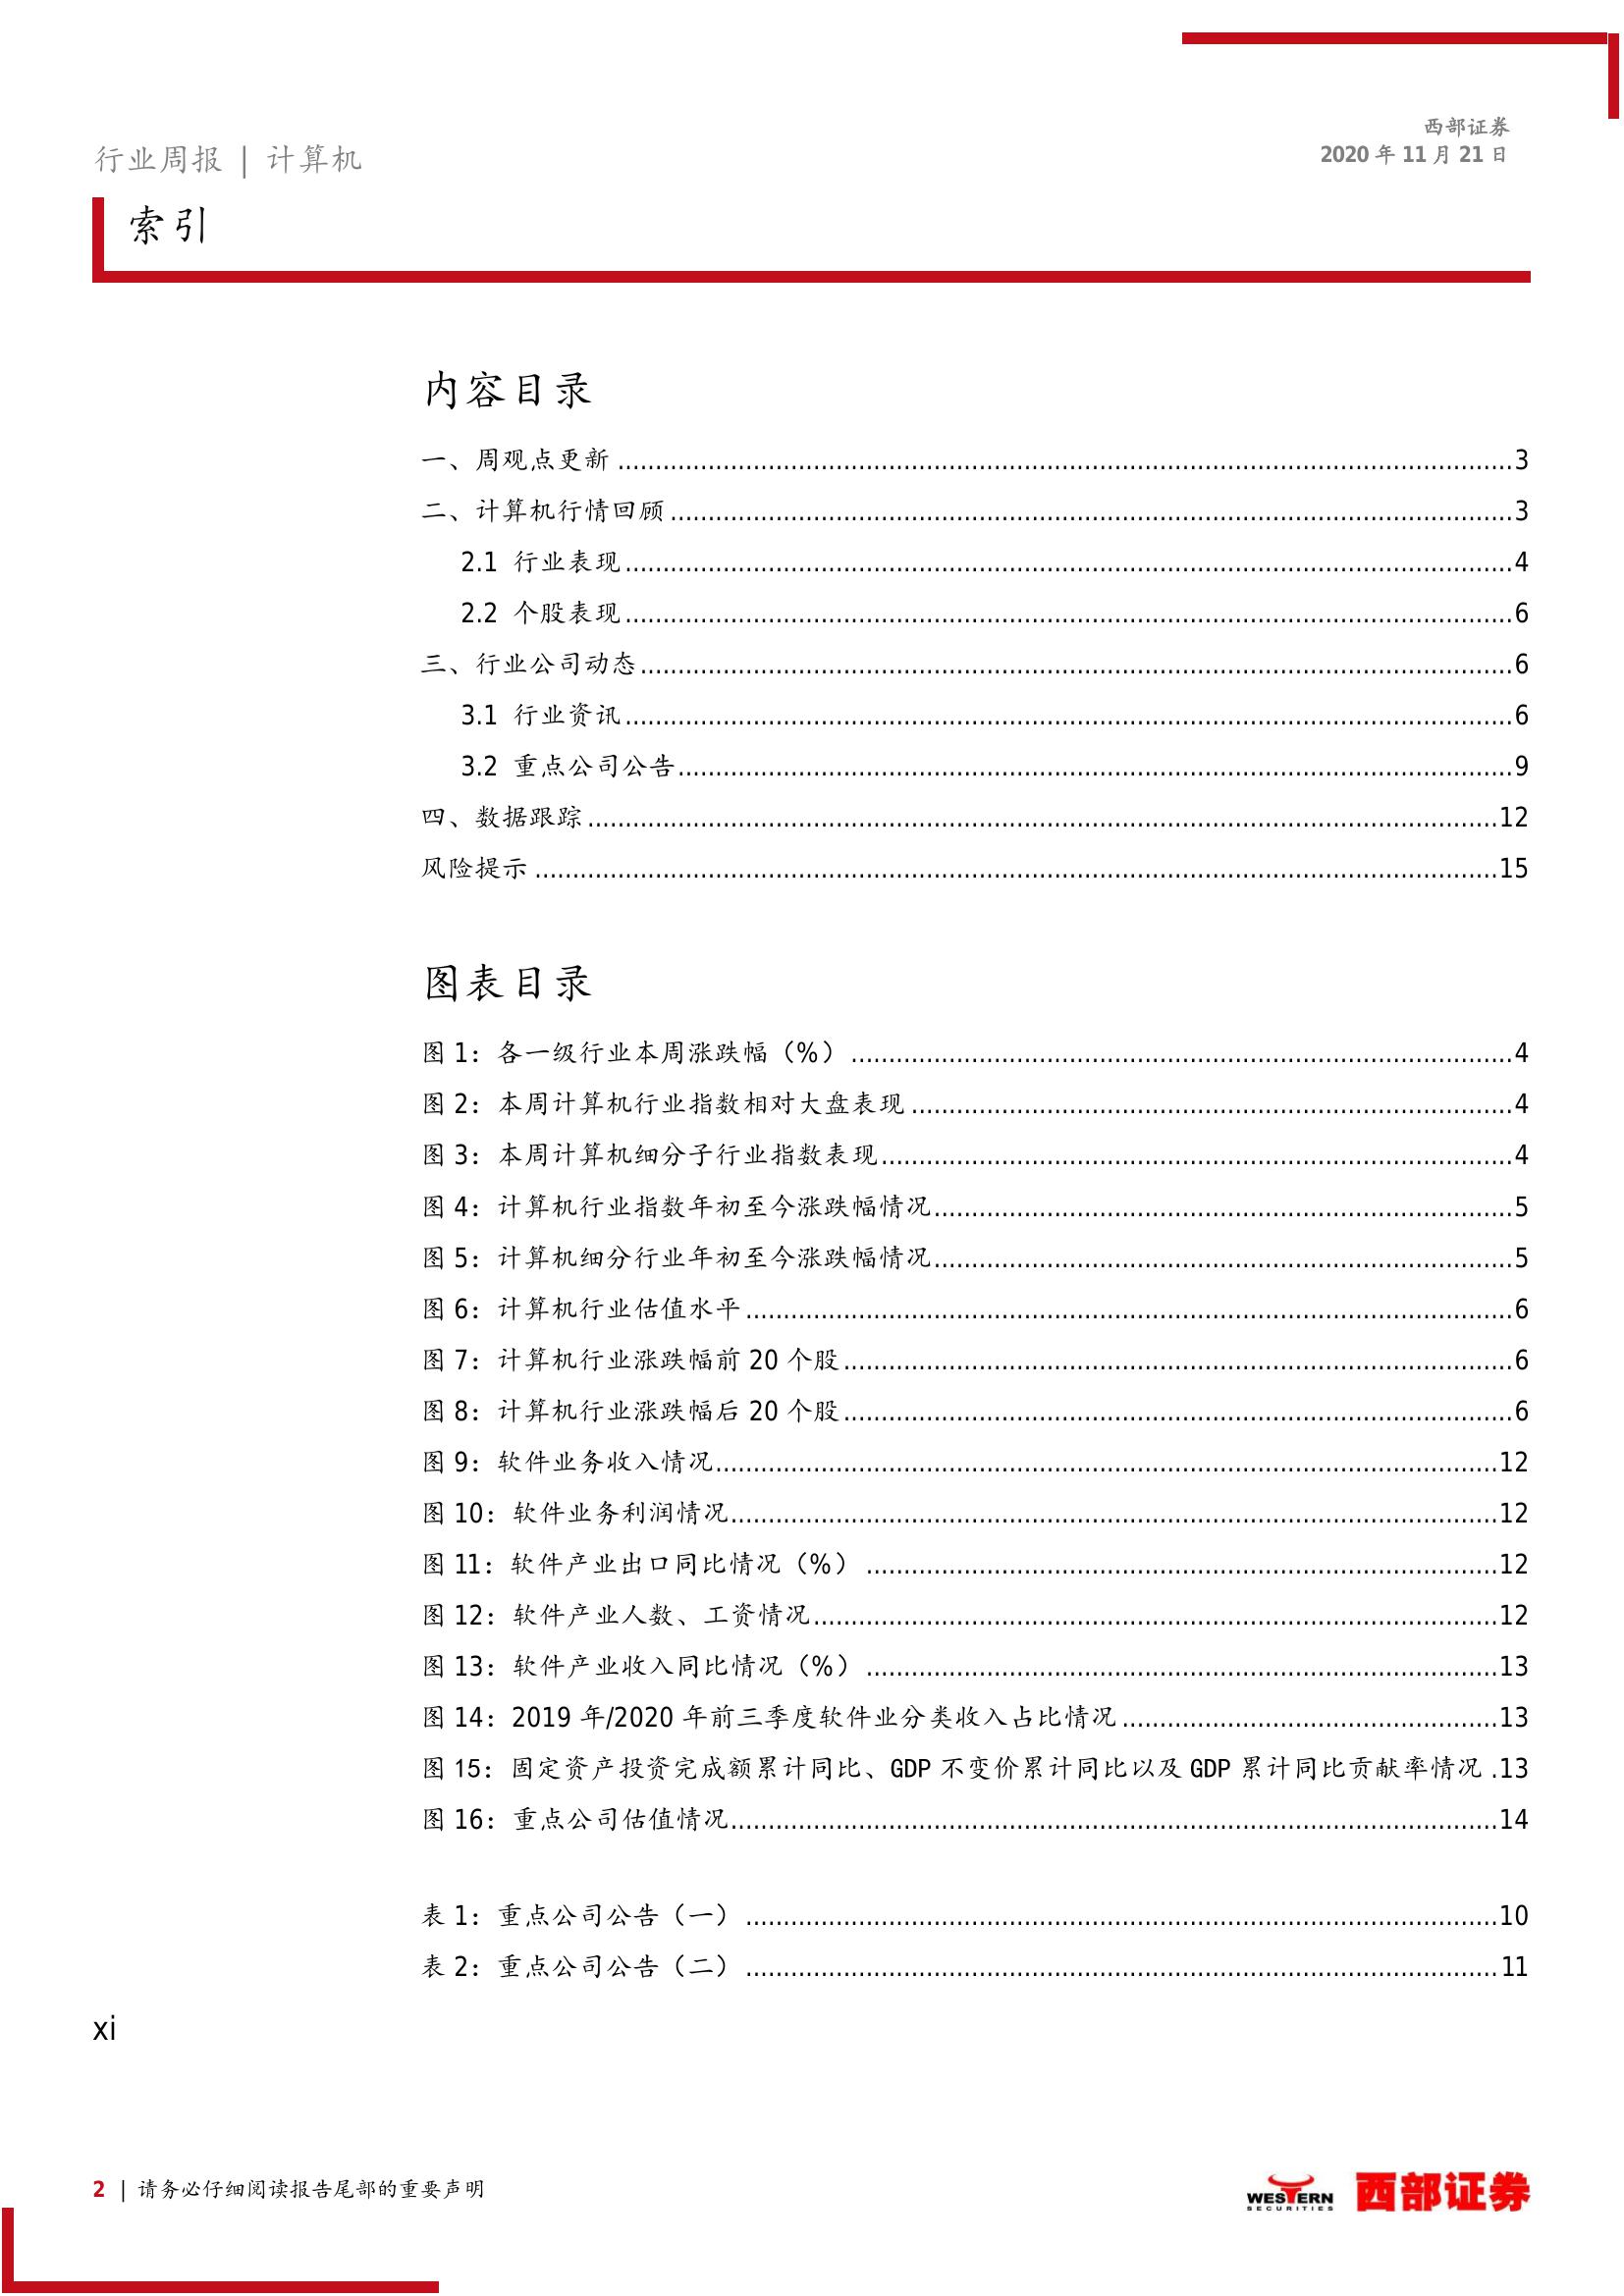 西部证券
2020 年 11 月 21 日
行业周报 | 计算机
索引
内容目录
一、周观点更新 ........................................ 3
二、计算机行情回顾 ........................................ 3
2.1 行业表现 ........................................ 4
2.2 个股表现 ........................................ 6
三、行业公司动态 ........................................ 6
3.1 行业资讯 ........................................ 6
3.2 重点公司公告 ........................................ 9
四、数据跟踪 ........................................ 12
风险提示 ........................................ 15
图表目录
图 1：各一级行业本周涨跌幅（%） ........................................ 4
图 2：本周计算机行业指数相对大盘表现 ........................................ 4
图 3：本周计算机细分子行业指数表现 ........................................ 4
图 4：计算机行业指数年初至今涨跌幅情况 ........................................ 5
图 5：计算机细分行业年初至今涨跌幅情况 ........................................ 5
图 6：计算机行业估值水平 ........................................ 6
图 7：计算机行业涨跌幅前 20 个股 ........................................ 6
图 8：计算机行业涨跌幅后 20 个股 ........................................ 6
图 9：软件业务收入情况 ........................................ 12
图 10：软件业务利润情况 ........................................ 12
图 11：软件产业出口同比情况（%） ........................................ 12
图 12：软件产业人数、工资情况 ........................................ 12
图 13：软件产业收入同比情况（%） ........................................ 13
图 14：2019 年/2020 年前三季度软件业分类收入占比情况 ........................................ 13
图 15：固定资产投资完成额累计同比、GDP 不变价累计同比以及 GDP 累计同比贡献率情况 .13
图 16：重点公司估值情况 ........................................ 14
表 1：重点公司公告（一） ........................................ 10
表 2：重点公司公告（二） ........................................ 11
xi
2 | 请务必仔细阅读报告尾部的重要声明
WESTERN
SECURITIES
西部证券